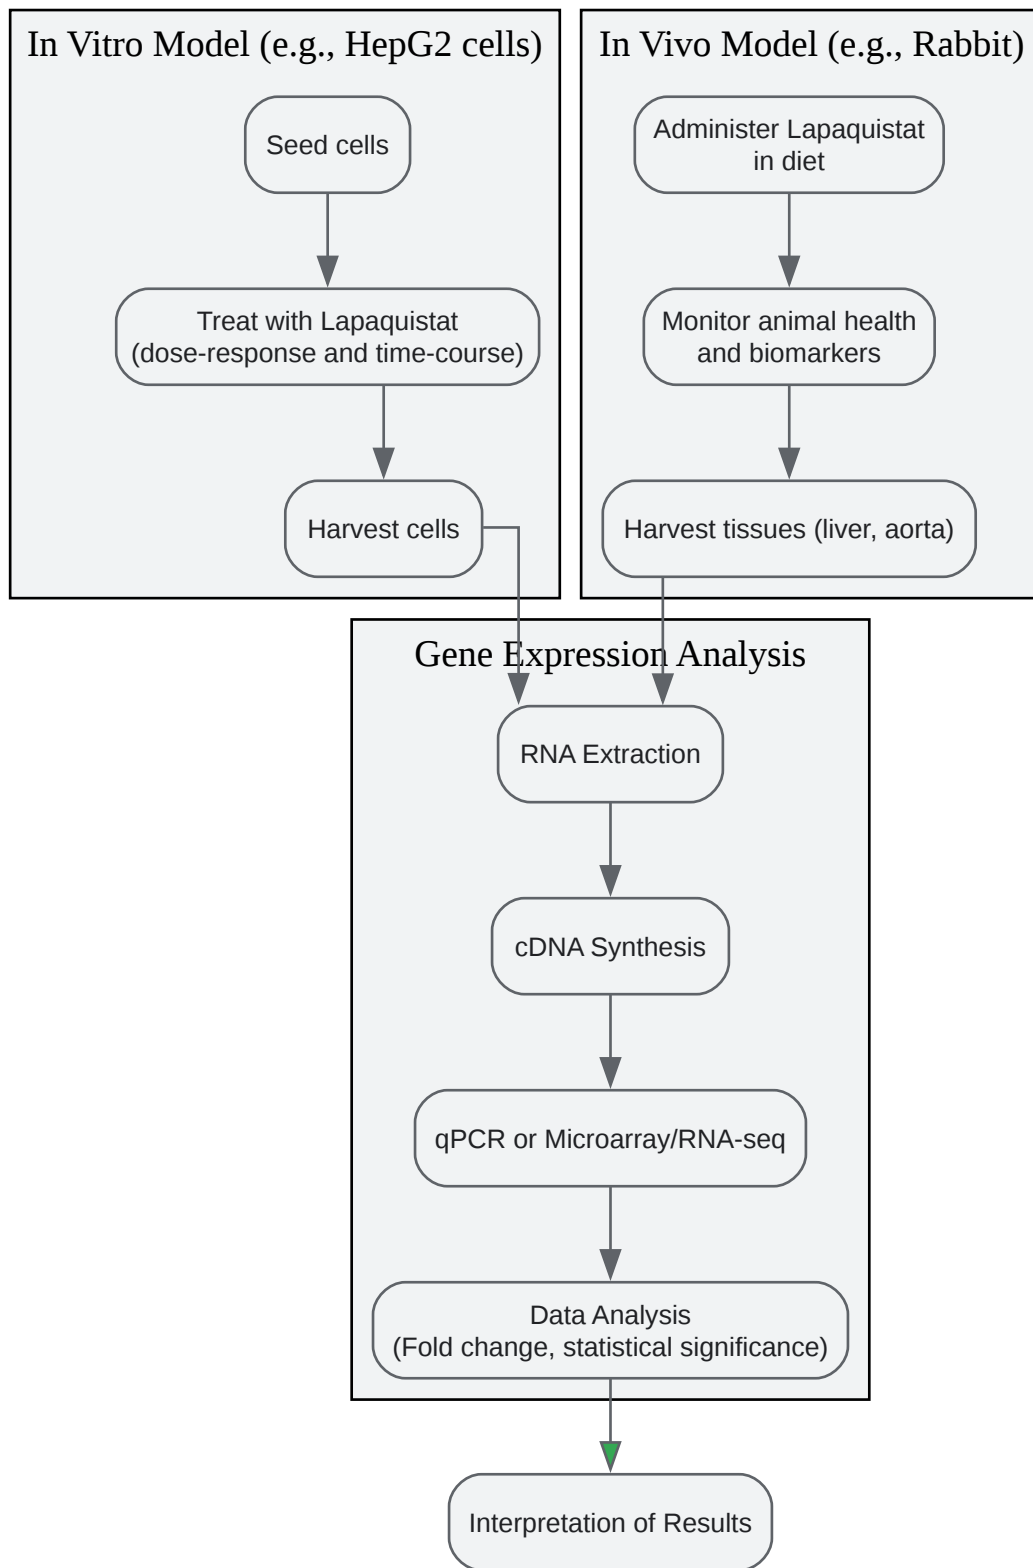 In Vitro Model (e.g., HepG2 cells)
Seed cells
Treat with Lapaquistat
(dose-response and time-course)
Harvest cells
In Vivo Model (e.g., Rabbit)
Administer Lapaquistat
in diet
Monitor animal health
and biomarkers
Harvest tissues (liver, aorta)
Gene Expression Analysis
RNA Extraction
cDNA Synthesis
qPCR or Microarray/RNA-seq
Data Analysis
(Fold change, statistical significance)
Interpretation of Results